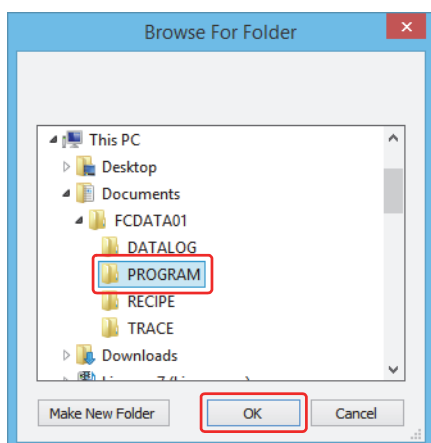 Browse For Folder
This PC
Desktop
Documents
FCDATA01
DATALOG
PROGRAM
RECIPE
TRACE
Downloads
Make New Folder OK Cancel